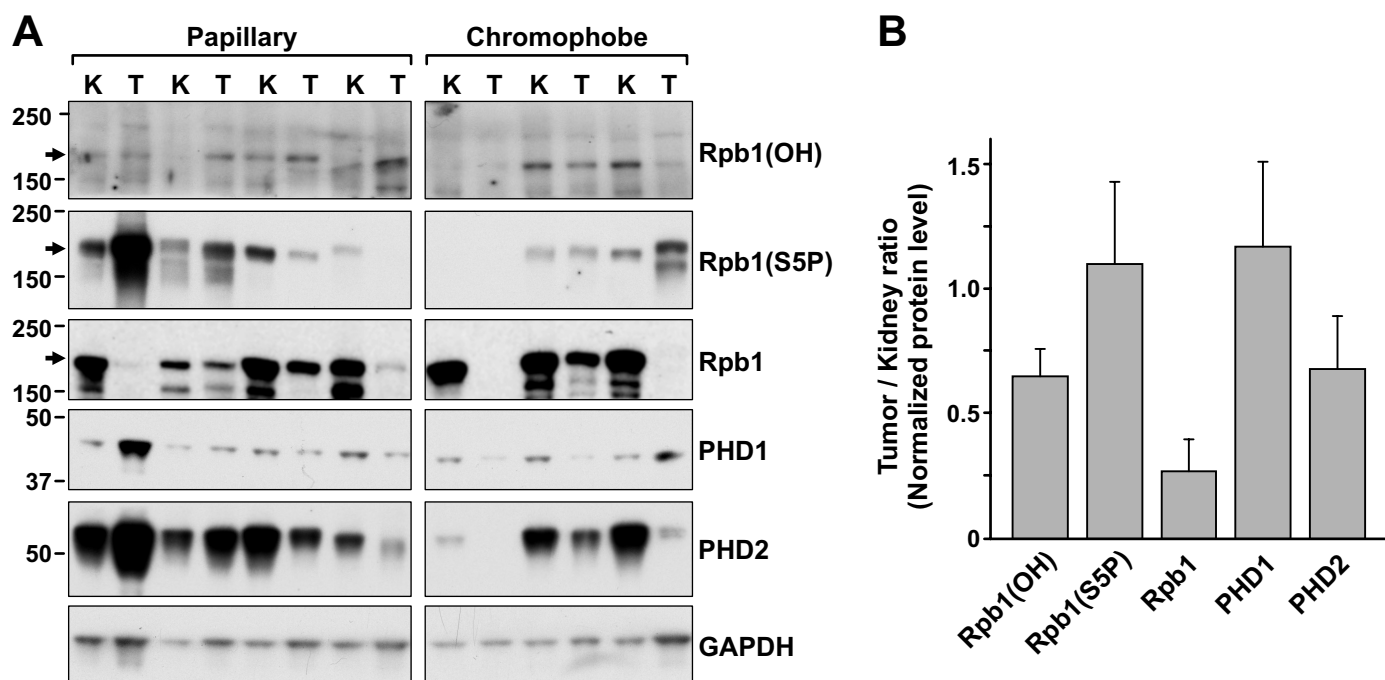 A
Papillary
Chromophobe
K T K T K T K T
K T K T K T
250
150
Rpb1(OH)
250
150
Rpb1(S5P)
250
150
Rpb1
50
37
PHD1
50
PHD2
GAPDH
B
Tumor / Kidney ratio
(Normalized protein level)
1.5
1.0
0.5
0
Rpb1(OH)
Rpb1(S5P)
Rpb1
PHD1
PHD2